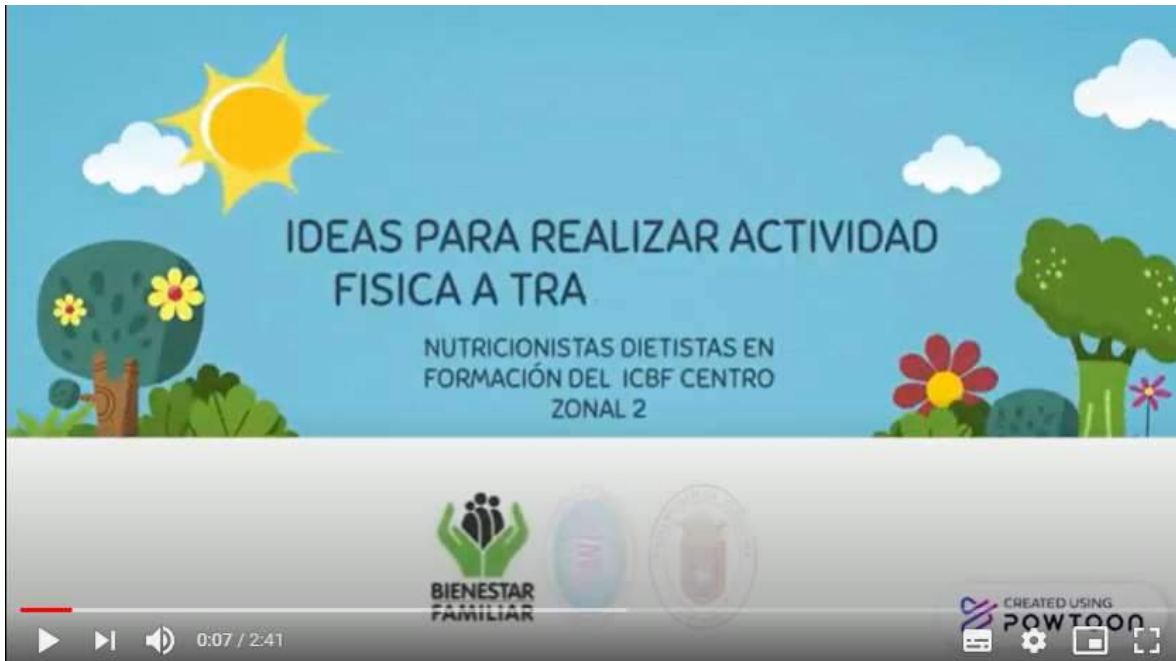 IDEAS PARA REALIZAR ACTIVIDAD
FISICA A TRA
NUTRICIONISTAS DIETISTAS EN
FORMACIÓN DEL ICBF CENTRO
ZONAL 2
BIENESTAR
FAMILIAR
CREATED USING
POWTOON
0:07 / 2:41